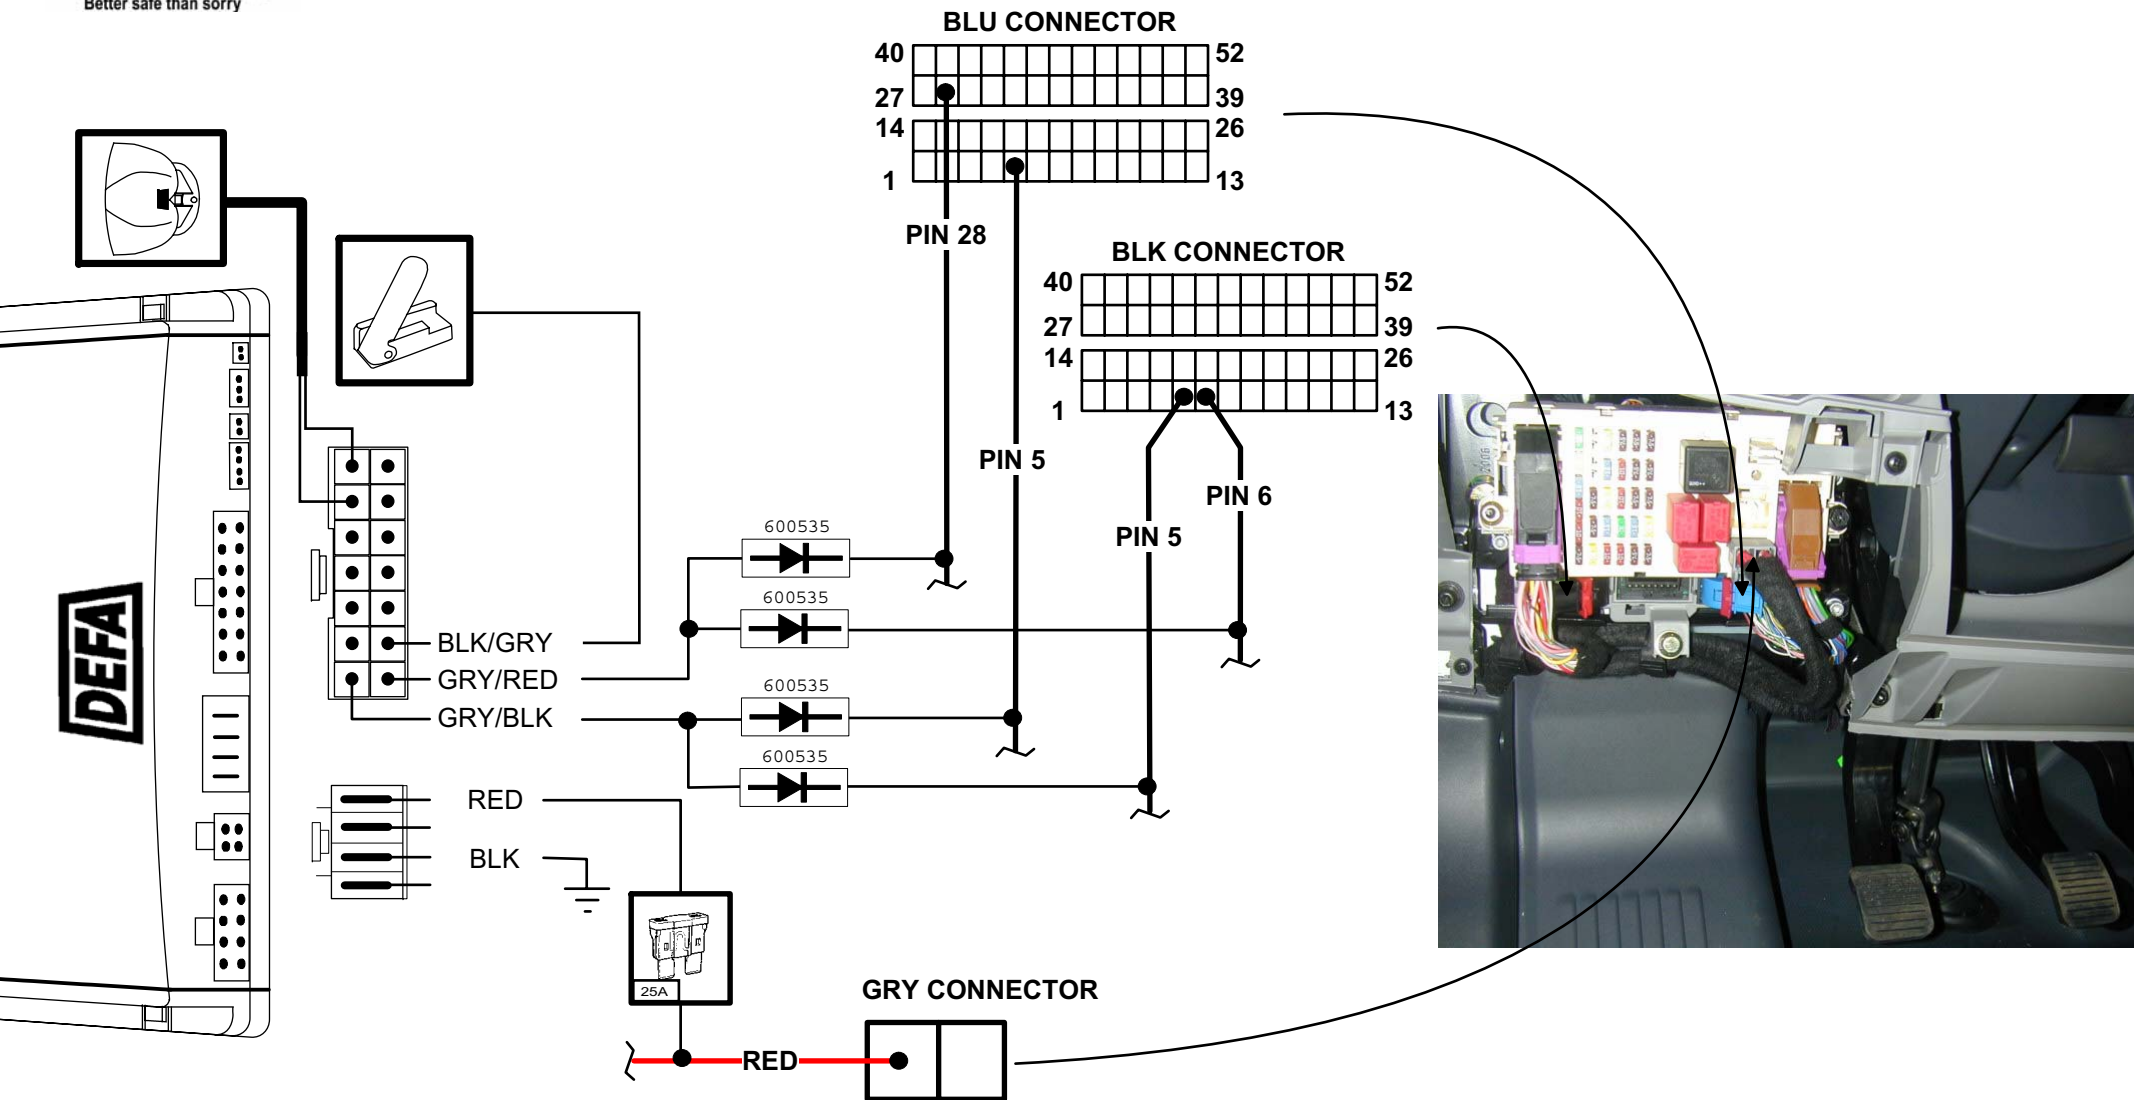 Better safe than sorry
BLU CONNECTOR
40 52
27 39
14 26
1 13
PIN 28
PIN 5
BLK CONNECTOR
40 52
27 39
14 26
1 13
PIN 5
PIN 6
600535
600535
600535
600535
BLK/GRY
GRY/RED
GRY/BLK
DEFA
RED
BLK
25A
GRY CONNECTOR
RED